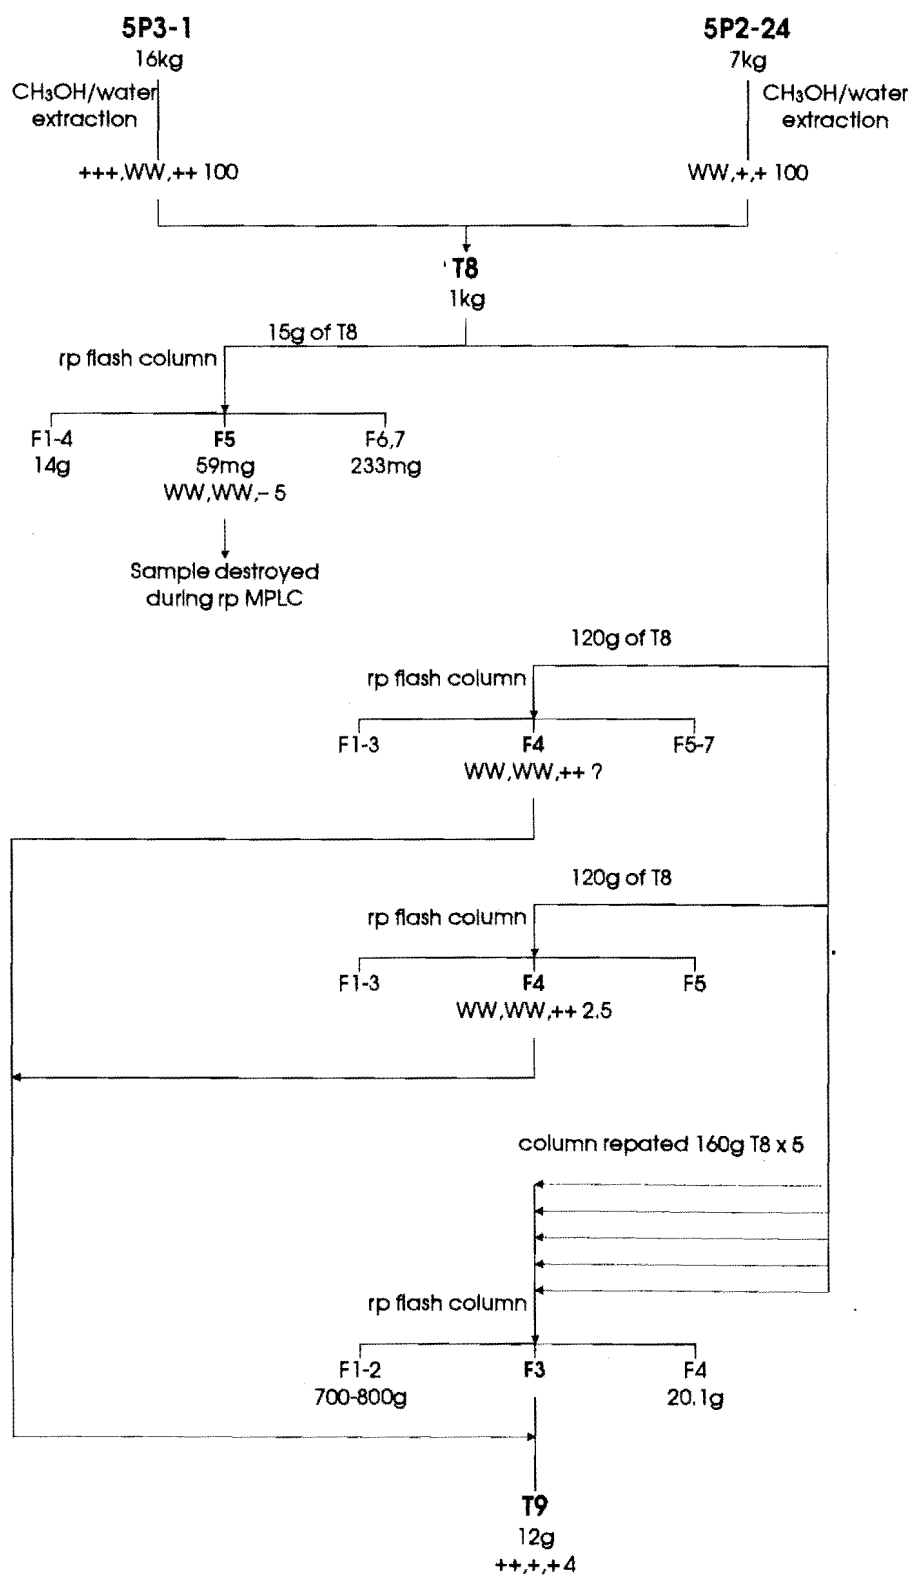 5P3-1
16kg
CH₃OH/water
extraction
+++,WW,++ 100
5P2-24
7kg
CH₃OH/water
extraction
WW,+,+ 100
T8
1kg
15g of T8
rp flash column
F1-4
14g
F5
59mg
WW,WW,- 5
F6,7
233mg
Sample destroyed
during rp MPLC
120g of T8
rp flash column
F1-3
F4
F5-7
WW,WW,++ ?
120g of T8
rp flash column
F1-3
F4
F5
WW,WW,++ 2.5
column repated 160g T8 x 5
rp flash column
F1-2
700-800g
F3
F4
20.1g
T9
12g
++,+,+ 4